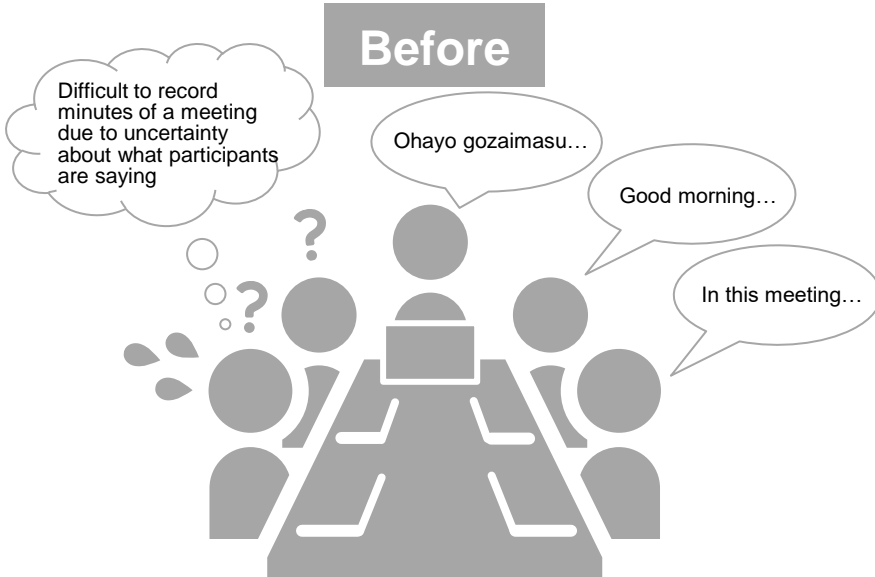 Before
Difficult to record
minutes of a meeting
due to uncertainty
about what participants
are saying
Ohayo gozaimasu…
Good morning…
In this meeting…
?
?